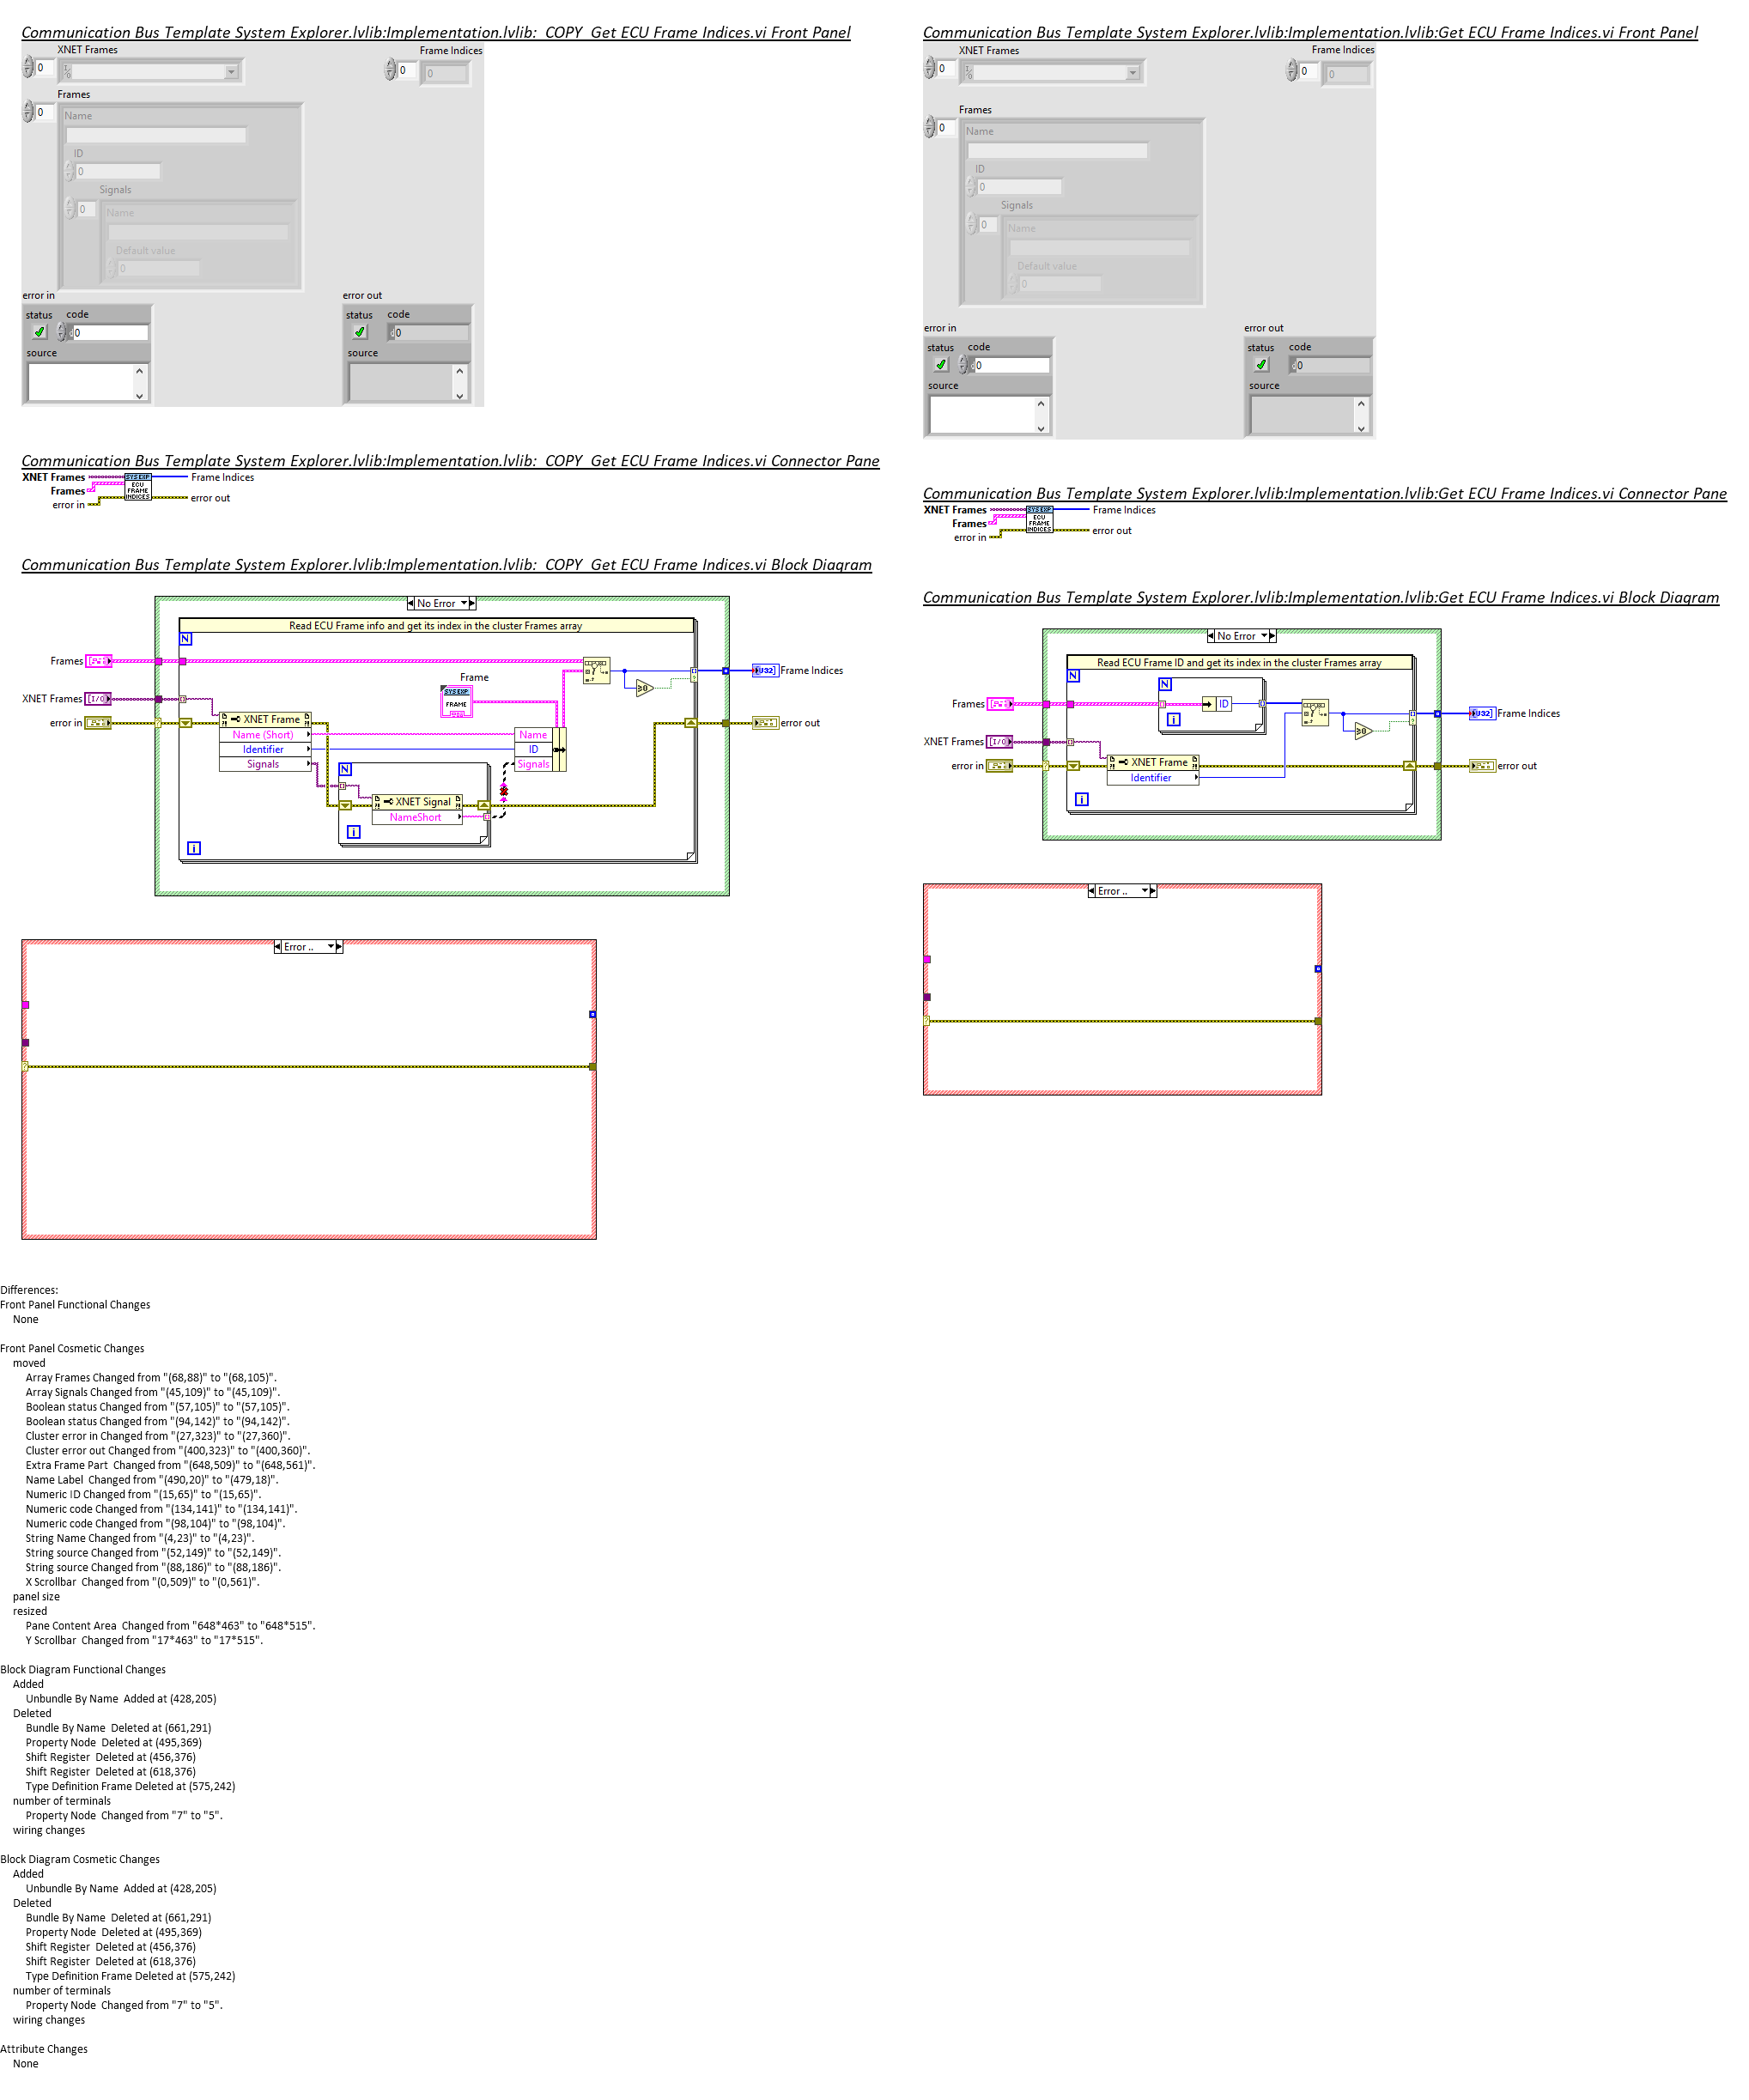 Communication Bus Template System Explorer.lvlib:Implementation.lvlib:  COPY  Get ECU Frame Indices.vi Front Panel
XNET Frames
Frame Indices
0
0
0
Frames
0
Name
ID
0
Signals
0
Name
Default value
0
error in
status code
0
source
error out
status code
0
source
Communication Bus Template System Explorer.lvlib:Implementation.lvlib:  COPY  Get ECU Frame Indices.vi Connector Pane
XNET Frames
Frames
error in
SYS EXP
ECU
FRAME
INDICES
Frame Indices
error out
Communication Bus Template System Explorer.lvlib:Implementation.lvlib:  COPY  Get ECU Frame Indices.vi Block Diagram
No Error
Read ECU Frame info and get its index in the cluster Frames array
N
Frames
XNET Frames
error in
Frame
SYS EXP
FRAME
≥0
U32
Frame Indices
error out
XNET Frame
Name (Short)
Identifier
Signals
Name
ID
Signals
N
XNET Signal
NameShort
i
i
Error ..
Communication Bus Template System Explorer.lvlib:Implementation.lvlib:Get ECU Frame Indices.vi Front Panel
XNET Frames
Frame Indices
0
0
0
Frames
0
Name
ID
0
Signals
0
Name
Default value
0
error in
status code
0
source
error out
status code
0
source
Communication Bus Template System Explorer.lvlib:Implementation.lvlib:Get ECU Frame Indices.vi Connector Pane
XNET Frames
Frames
error in
SYS EXP
ECU
FRAME
INDICES
Frame Indices
error out
Communication Bus Template System Explorer.lvlib:Implementation.lvlib:Get ECU Frame Indices.vi Block Diagram
No Error
Read ECU Frame ID and get its index in the cluster Frames array
N
N
Frames
ID
i
≥0
U32
Frame Indices
XNET Frames
error in
XNET Frame
Identifier
error out
i
Error ..
Differences:
Front Panel Functional Changes
None
Front Panel Cosmetic Changes
moved
Array Frames Changed from "(68,88)" to "(68,105)".
Array Signals Changed from "(45,109)" to "(45,109)".
Boolean status Changed from "(57,105)" to "(57,105)".
Boolean status Changed from "(94,142)" to "(94,142)".
Cluster error in Changed from "(27,323)" to "(27,360)".
Cluster error out Changed from "(400,323)" to "(400,360)".
Extra Frame Part  Changed from "(648,509)" to "(648,561)".
Name Label  Changed from "(490,20)" to "(479,18)".
Numeric ID Changed from "(15,65)" to "(15,65)".
Numeric code Changed from "(134,141)" to "(134,141)".
Numeric code Changed from "(98,104)" to "(98,104)".
String Name Changed from "(4,23)" to "(4,23)".
String source Changed from "(52,149)" to "(52,149)".
String source Changed from "(88,186)" to "(88,186)".
X Scrollbar  Changed from "(0,509)" to "(0,561)".
panel size
resized
Pane Content Area  Changed from "648*463" to "648*515".
Y Scrollbar  Changed from "17*463" to "17*515".
Block Diagram Functional Changes
Added
Unbundle By Name  Added at (428,205)
Deleted
Bundle By Name  Deleted at (661,291)
Property Node  Deleted at (495,369)
Shift Register  Deleted at (456,376)
Shift Register  Deleted at (618,376)
Type Definition Frame Deleted at (575,242)
number of terminals
Property Node  Changed from "7" to "5".
wiring changes
Block Diagram Cosmetic Changes
Added
Unbundle By Name  Added at (428,205)
Deleted
Bundle By Name  Deleted at (661,291)
Property Node  Deleted at (495,369)
Shift Register  Deleted at (456,376)
Shift Register  Deleted at (618,376)
Type Definition Frame Deleted at (575,242)
number of terminals
Property Node  Changed from "7" to "5".
wiring changes
Attribute Changes
None